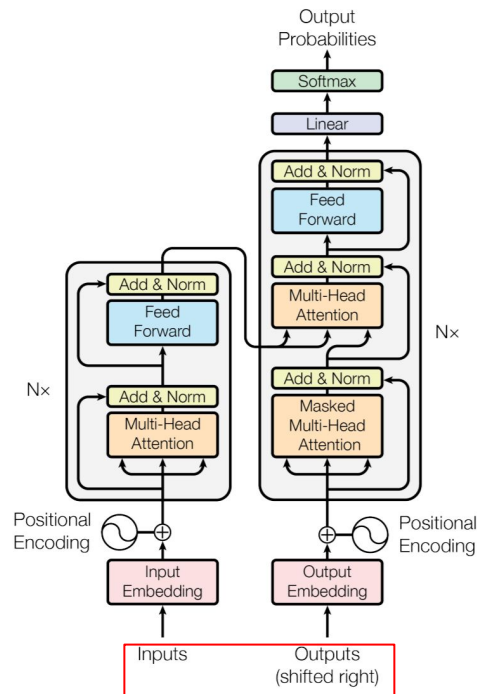 Output
Probabilities
Softmax
Linear
Add & Norm
Feed
Forward
Add & Norm
Multi-Head
Attention
Nx
Add & Norm
Masked
Multi-Head
Attention
Add & Norm
Feed
Forward
Nx
Add & Norm
Multi-Head
Attention
Positional
Encoding
Positional
Encoding
Input
Embedding
Output
Embedding
Inputs
Outputs
(shifted right)